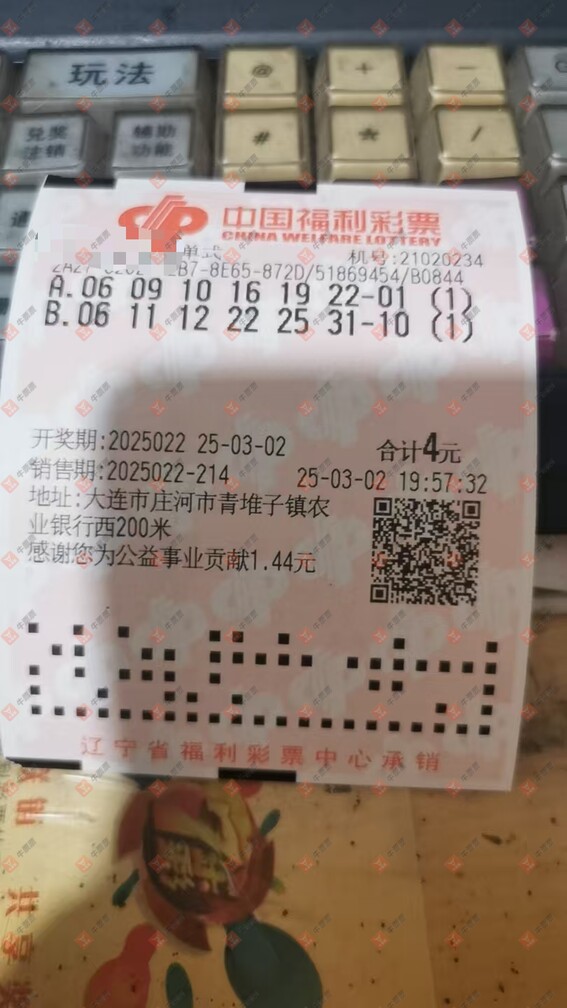 玩法
@
+
-
兑奖
注销
辅助
功能
#
*
/
中国福利彩票
CHINA WELFARE LOTTERY
单式
机号:21020234
B7-8E65-872D/51869454/B0844
A.06 09 10 16 19 22-01 (1)
B.06 11 12 22 25 31-10 (1)
开奖期:2025022 25-03-02
合计4元
销售期:2025022-214 25-03-02 19:57:32
地址:大连市庄河市青堆子镇农
业银行西200米
感谢您为公益事业贡献1.44元
辽宁省福利彩票中心承销